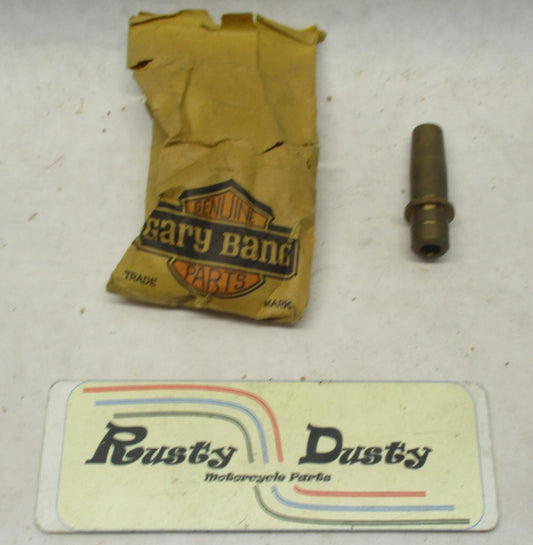 GENUINE
Gary Bang
PARTS
TRADE MARK
Rusty Dusty
Motorcycle Parts